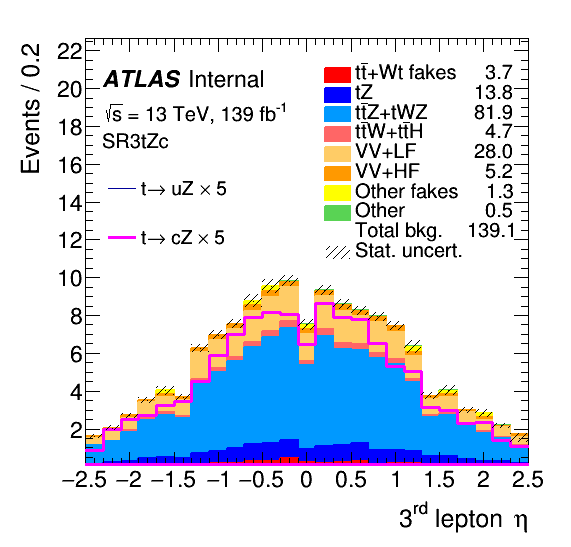 Events / 0.2
22
20
18
16
14
12
10
8
6
4
2
ATLAS Internal
√s = 13 TeV, 139 fb⁻¹
SR3tZc
t→ uZ × 5
t→ cZ × 5
tt̄+Wt fakes 3.7
tZ 13.8
tt̄Z+tWZ 81.9
tt̄W+tt̄H 4.7
VV+LF 28.0
VV+HF 5.2
Other fakes 1.3
Other 0.5
Total bkg. 139.1
Stat. uncert.
−2.5 −2 −1.5 −1 −0.5 0 0.5 1 1.5 2 2.5
3rd lepton η